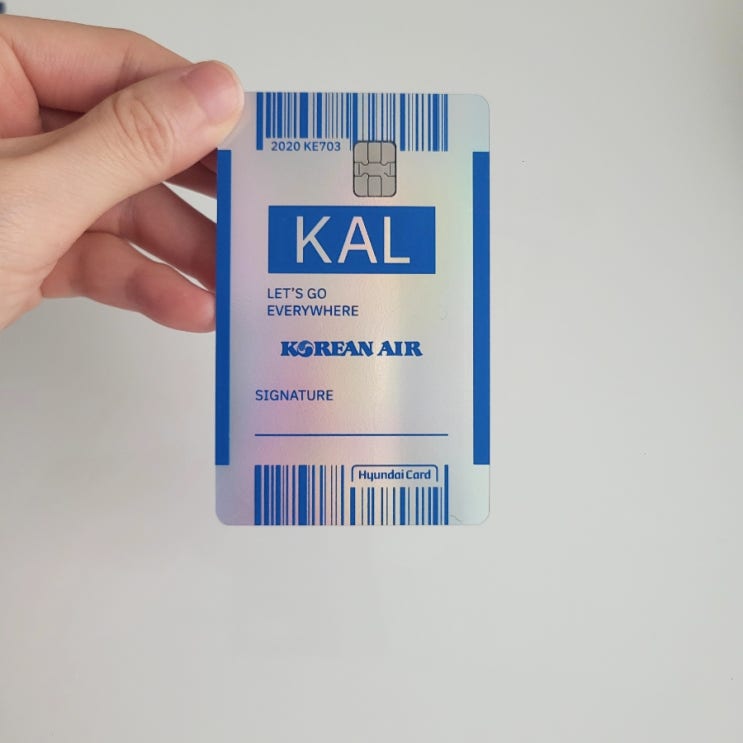 2020 KE703
KAL
LET'S GO
EVERYWHERE
KOREAN AIR
SIGNATURE
Hyundai Card